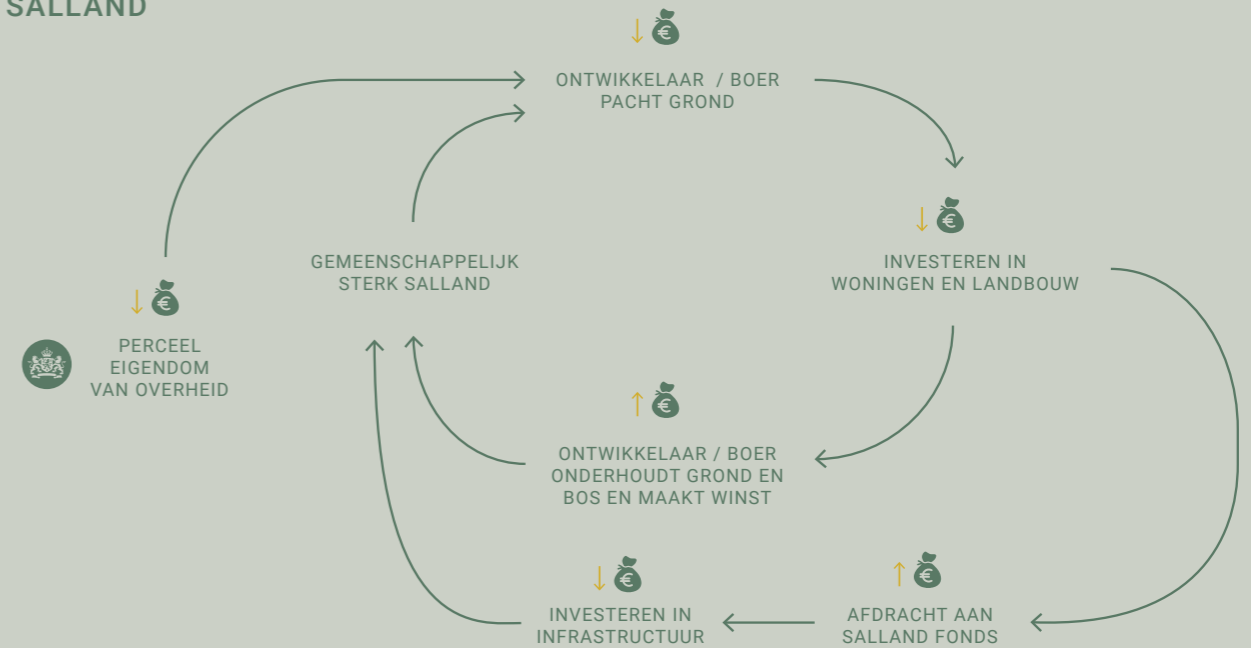 SALLAND
ONTWIKKELAAR / BOER
PACHT GROND
GEMEENSCHAPPELIJK
STERK SALLAND
INVESTEREN IN
WONINGEN EN LANDBOUW
PERCEEL
EIGENDOM
VAN OVERHEID
ONTWIKKELAAR / BOER
ONDERHOUDT GROND EN
BOS EN MAAKT WINST
INVESTEREN IN
INFRASTRUCTUUR
AFDRACHT AAN
SALLAND FONDS